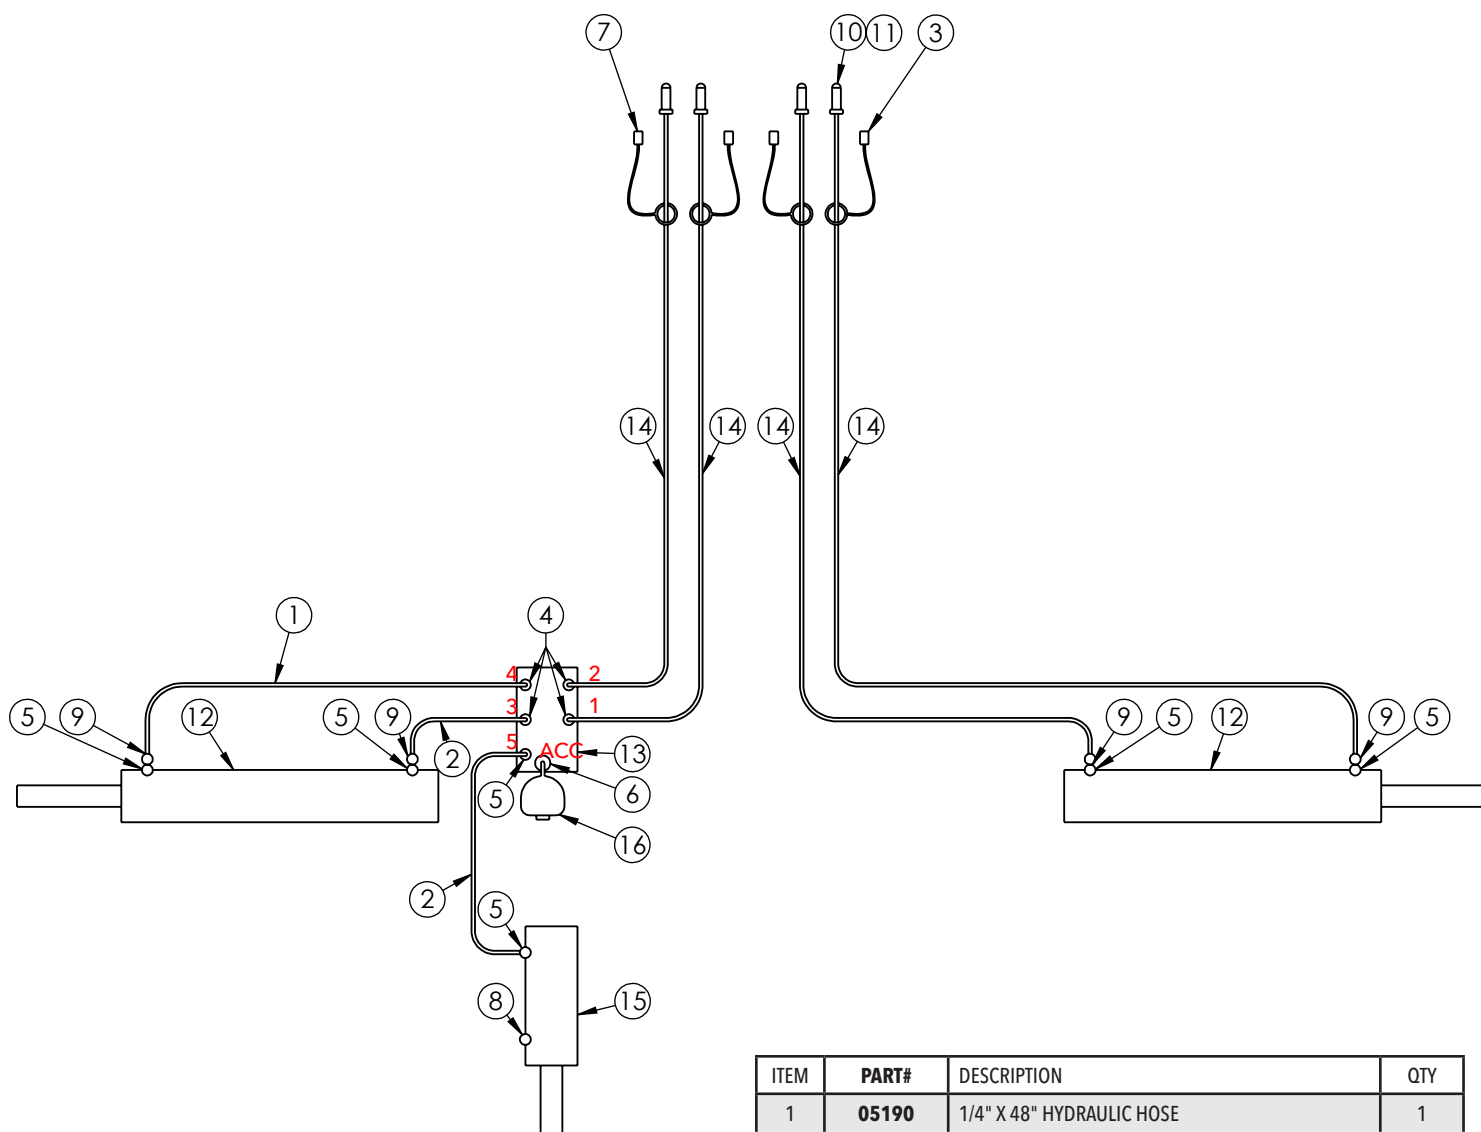 7 10 11 3
14 14 14 14
1 4
4 2
3 1
5 9 12 5 9 2 9 5 12 9 5
5 ACC 13
5 6
16
2 5
8 15
ITEM PART# DESCRIPTION QTY
1 05190 1/4" X 48" HYDRAULIC HOSE 1